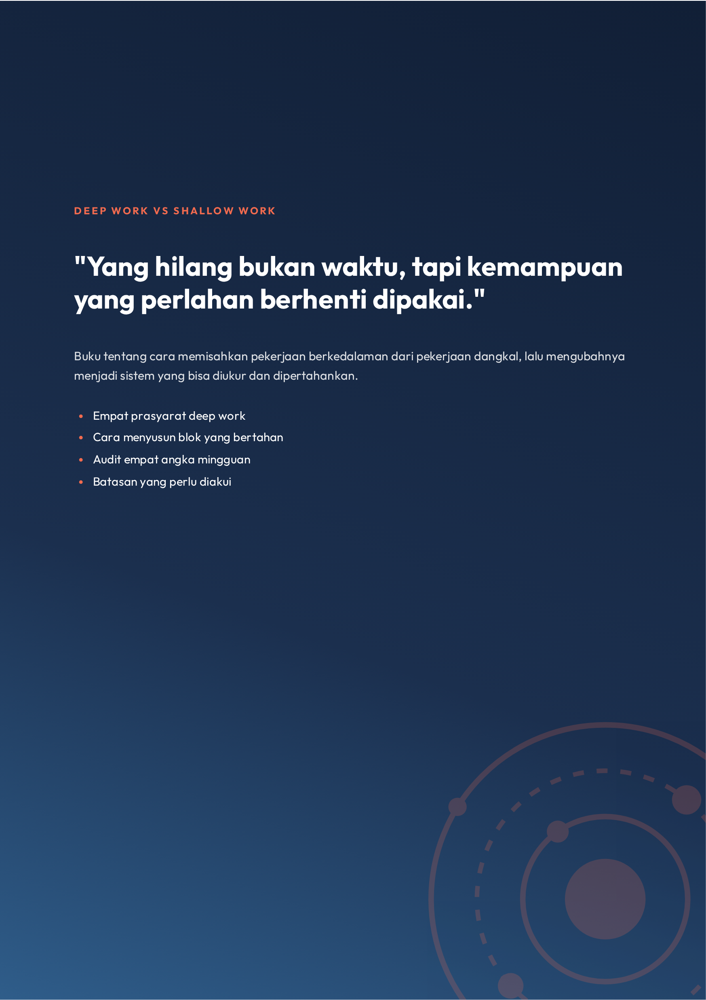 DEEP WORK VS SHALLOW WORK
"Yang hilang bukan waktu, tapi kemampuan
yang perlahan berhenti dipakai."
Buku tentang cara memisahkan pekerjaan berkedalaman dari pekerjaan dangkal, lalu mengubahnya
menjadi sistem yang bisa diukur dan dipertahankan.
• Empat prasyarat deep work
• Cara menyusun blok yang bertahan
• Audit empat angka mingguan
• Batasan yang perlu diakui